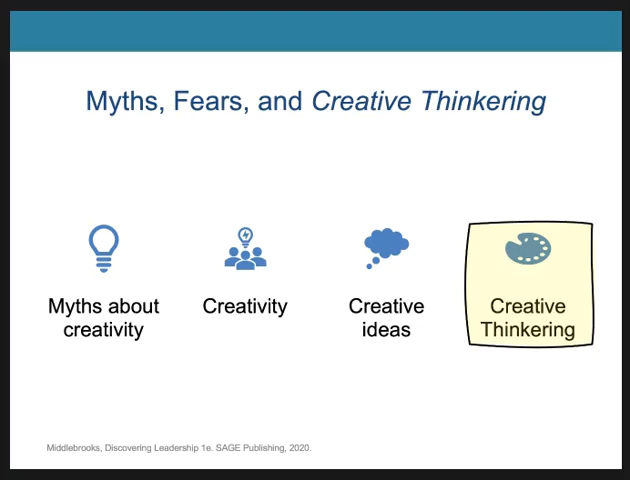 Myths, Fears, and Creative Thinkering
Myths about
creativity
Creativity
Creative
ideas
Creative
Thinkering
Middlebrooks, Discovering Leadership 1e. SAGE Publishing, 2020.